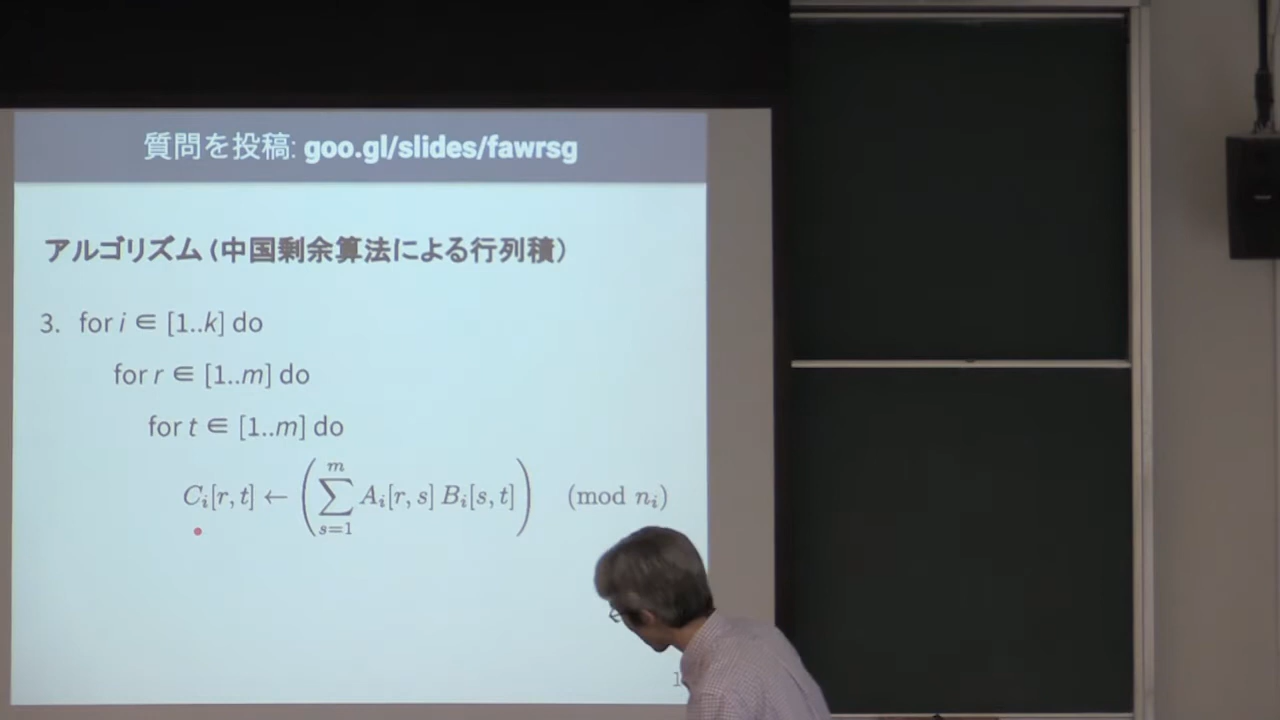 質問を投稿: goo.gl/slides/fawrsg
アルゴリズム (中国剰余算法による行列積)
3. for i ∈ [1..k] do
for r ∈ [1..m] do
for t ∈ [1..m] do
C_i[r, t] ← (∑_{s=1}^{m} A_i[r, s] B_i[s, t]) (mod n_i)